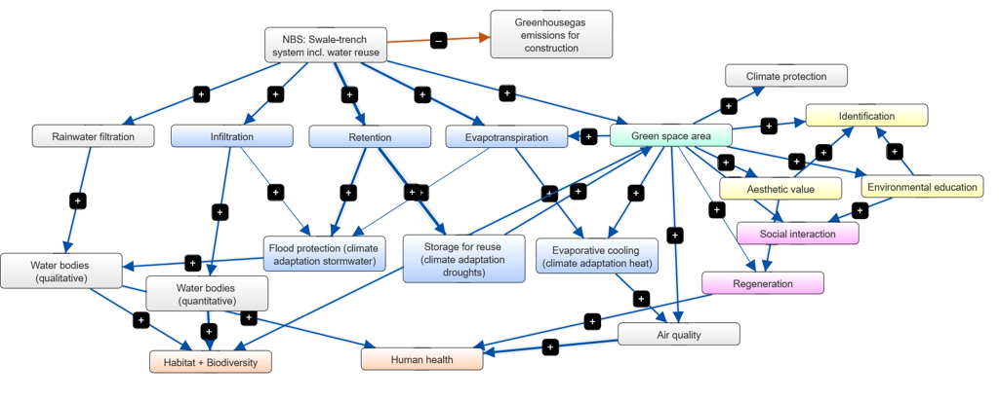 Greenhousegas
emissions for
construction
NBS: Swale-trench
system incl. water reuse
–
Climate protection
+
+
+
+
+
+
Identification
+
Rainwater filtration
Infiltration
Retention
Evapotranspiration
+
Green space area
+
+
+
+
Aesthetic value
Environmental education
+
+
+
+
+
+
+
+
+
+
Social interaction
+
Flood protection (climate
adaptation stormwater)
Storage for reuse
(climate adaptation
droughts)
Evaporative cooling
(climate adaptation heat)
Water bodies
(qualitative)
+
Water bodies
(quantitative)
Regeneration
+
+
+
+
+
Air quality
+
Habitat + Biodiversity
Human health